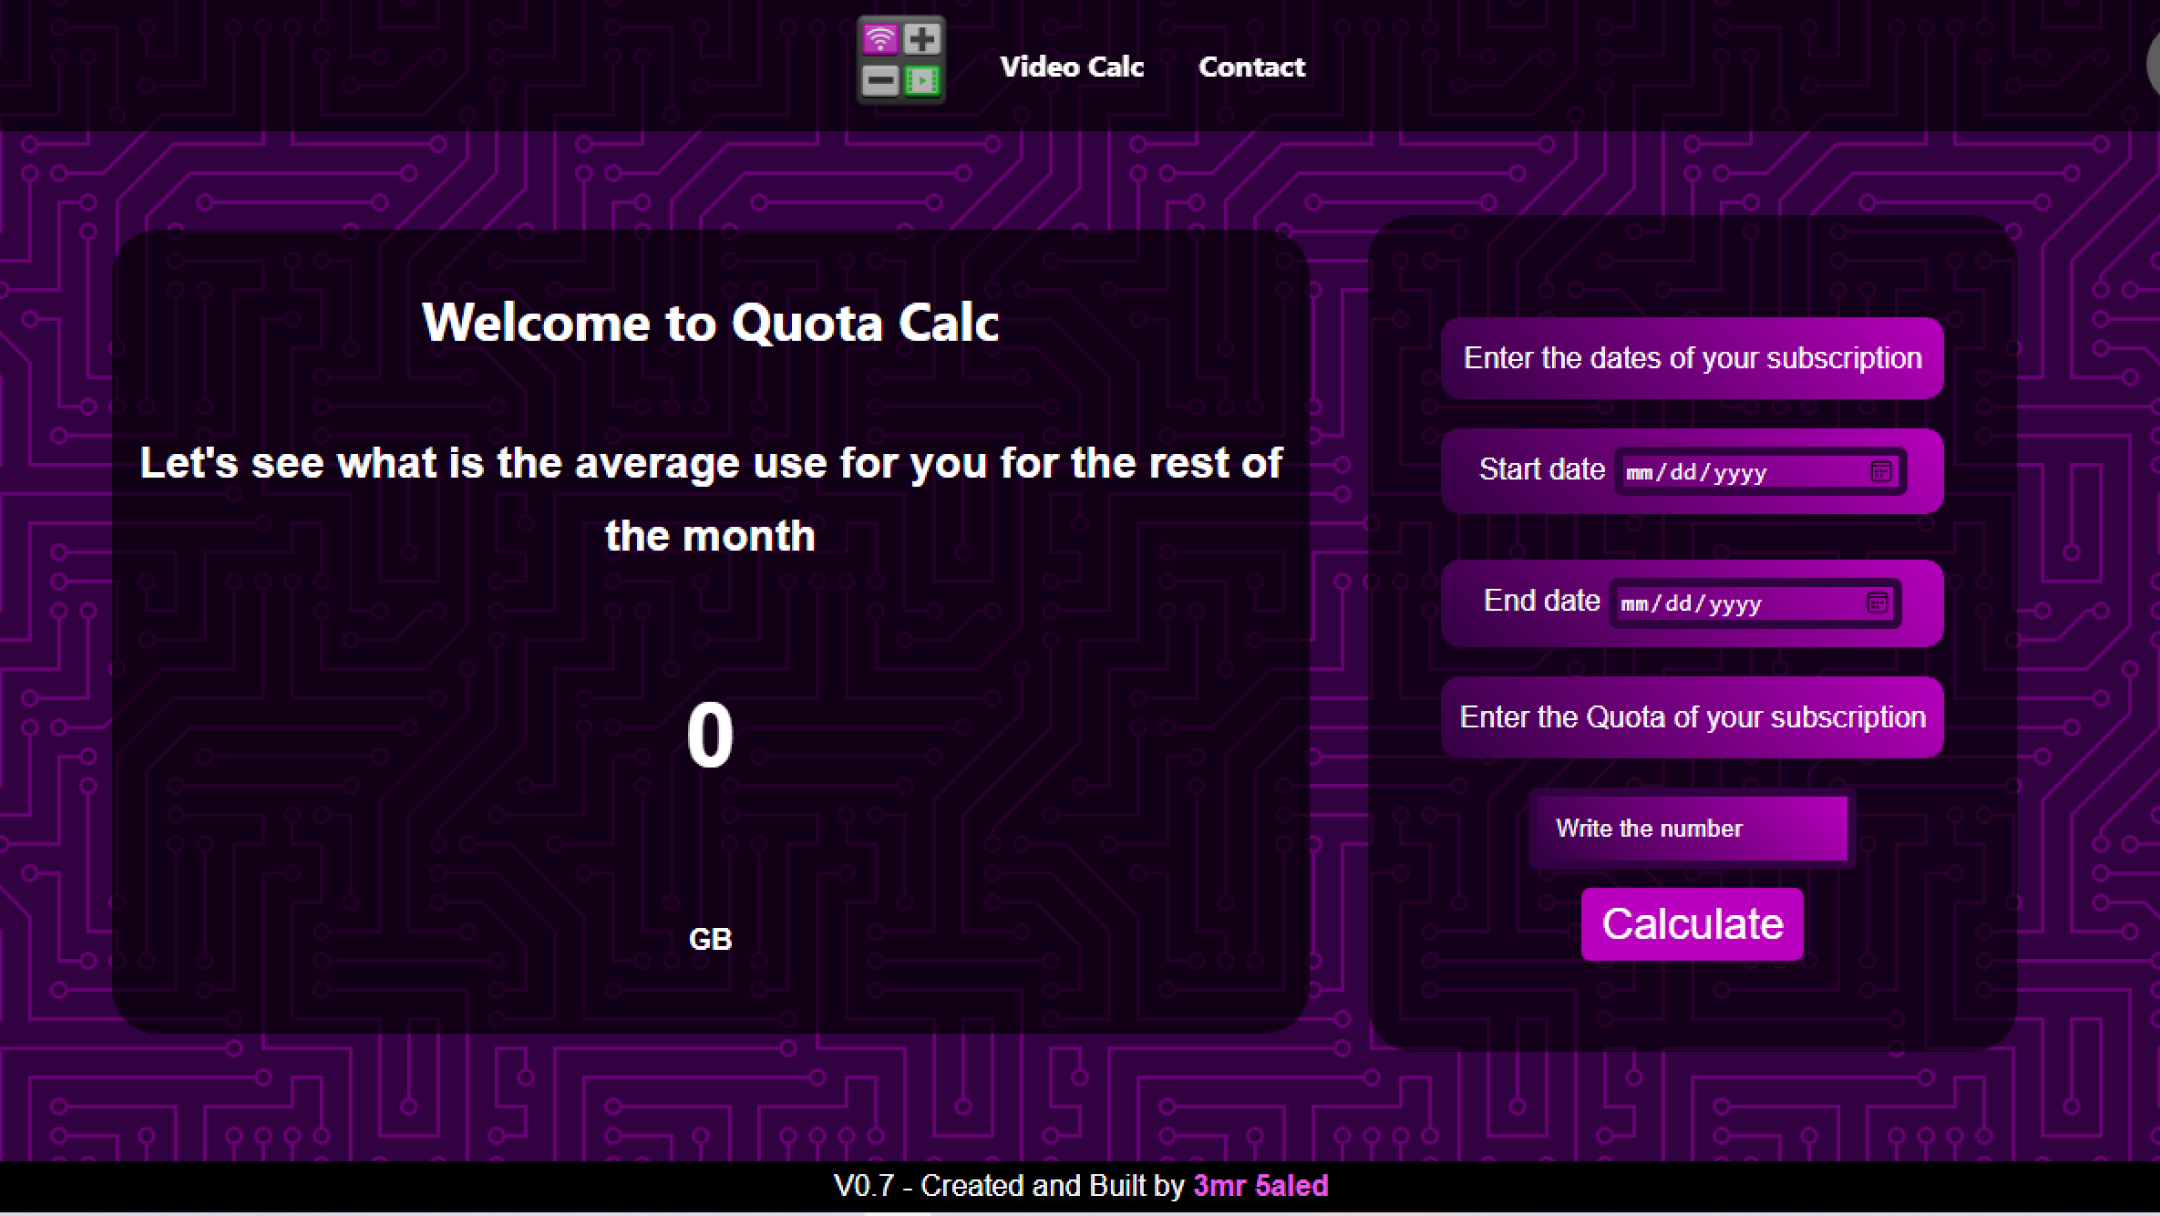 Video Calc
Contact
Welcome to Quota Calc
Let's see what is the average use for you for the rest of
the month
0
GB
Enter the dates of your subscription
Start date mm/dd/yyyy
End date mm/dd/yyyy
Enter the Quota of your subscription
Write the number
Calculate
V0.7 - Created and Built by 3mr 5aled